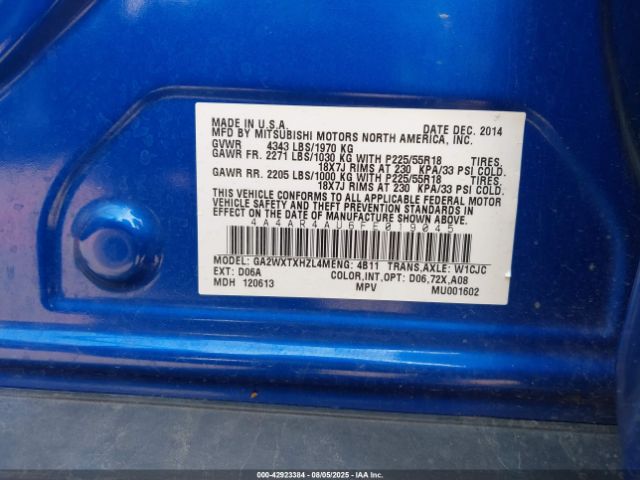 MADE IN U.S.A. DATE DEC. 2014
MFD BY MITSUBISHI MOTORS NORTH AMERICA, INC.
GVWR 4343 LBS/1970 KG
GAWR FR. 2271 LBS/1030 KG WITH P225/55R18 TIRES.
18X7J RIMS AT 230 KPA/33 PSI COLD.
GAWR RR. 2205 LBS/1000 KG WITH P225/55R18 TIRES.
18X7J RIMS AT 230 KPA/33 PSI COLD.
THIS VEHICLE CONFORMS TO ALL APPLICABLE FEDERAL MOTOR
VEHICLE SAFETY AND THEFT PREVENTION STANDARDS IN
EFFECT ON THE DATE OF MANUFACTURE SHOWN ABOVE.
4A4AR4AU6FE019045
MODEL: GA2WXTXHZL4MENG: 4B11 TRANS,AXLE: W1CJC
EXT: D06A COLOR,INT,OPT: D06,72X,A08
MDH 120613 MPV MU001602
000-42923384 - 08/05/2025 - IAAI.COM